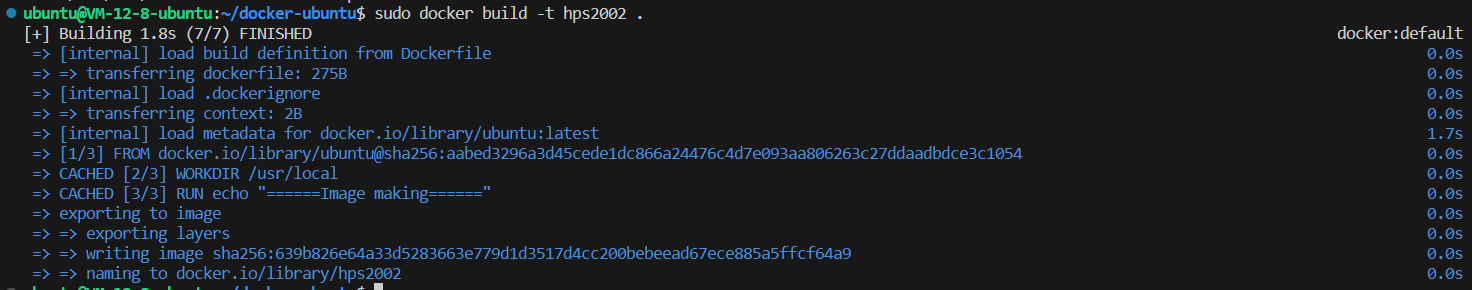 ubuntu@VM-12-8-ubuntu:~/docker-ubuntu$ sudo docker build -t hps2002 .
[+] Building 1.8s (7/7) FINISHED docker:default
=> [internal] load build definition from Dockerfile 0.0s
=> => transferring dockerfile: 275B 0.0s
=> [internal] load .dockerignore 0.0s
=> => transferring context: 2B 0.0s
=> [internal] load metadata for docker.io/library/ubuntu:latest 1.7s
=> [1/3] FROM docker.io/library/ubuntu@sha256:aabed3296a3d45cede1dc866a24476c4d7e093aa806263c27ddaadbdce3c1054 0.0s
=> CACHED [2/3] WORKDIR /usr/local 0.0s
=> CACHED [3/3] RUN echo "======Image making======" 0.0s
=> exporting to image 0.0s
=> => exporting layers 0.0s
=> => writing image sha256:639b826e64a33d5283663e779d1d3517d4cc200bebeead67ece885a5ffcf64a9 0.0s
=> => naming to docker.io/library/hps2002 0.0s